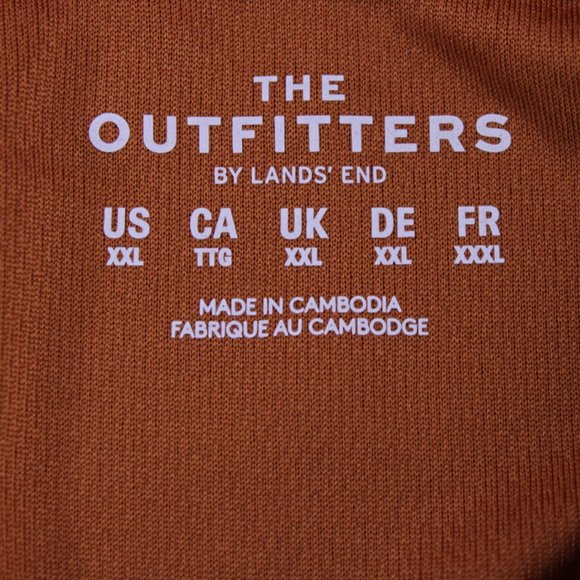 THE
OUTFITTERS
BY LANDS' END
US CA UK DE FR
XXL TTG XXL XXL XXXL
MADE IN CAMBODIA
FABRIQUE AU CAMBODGE